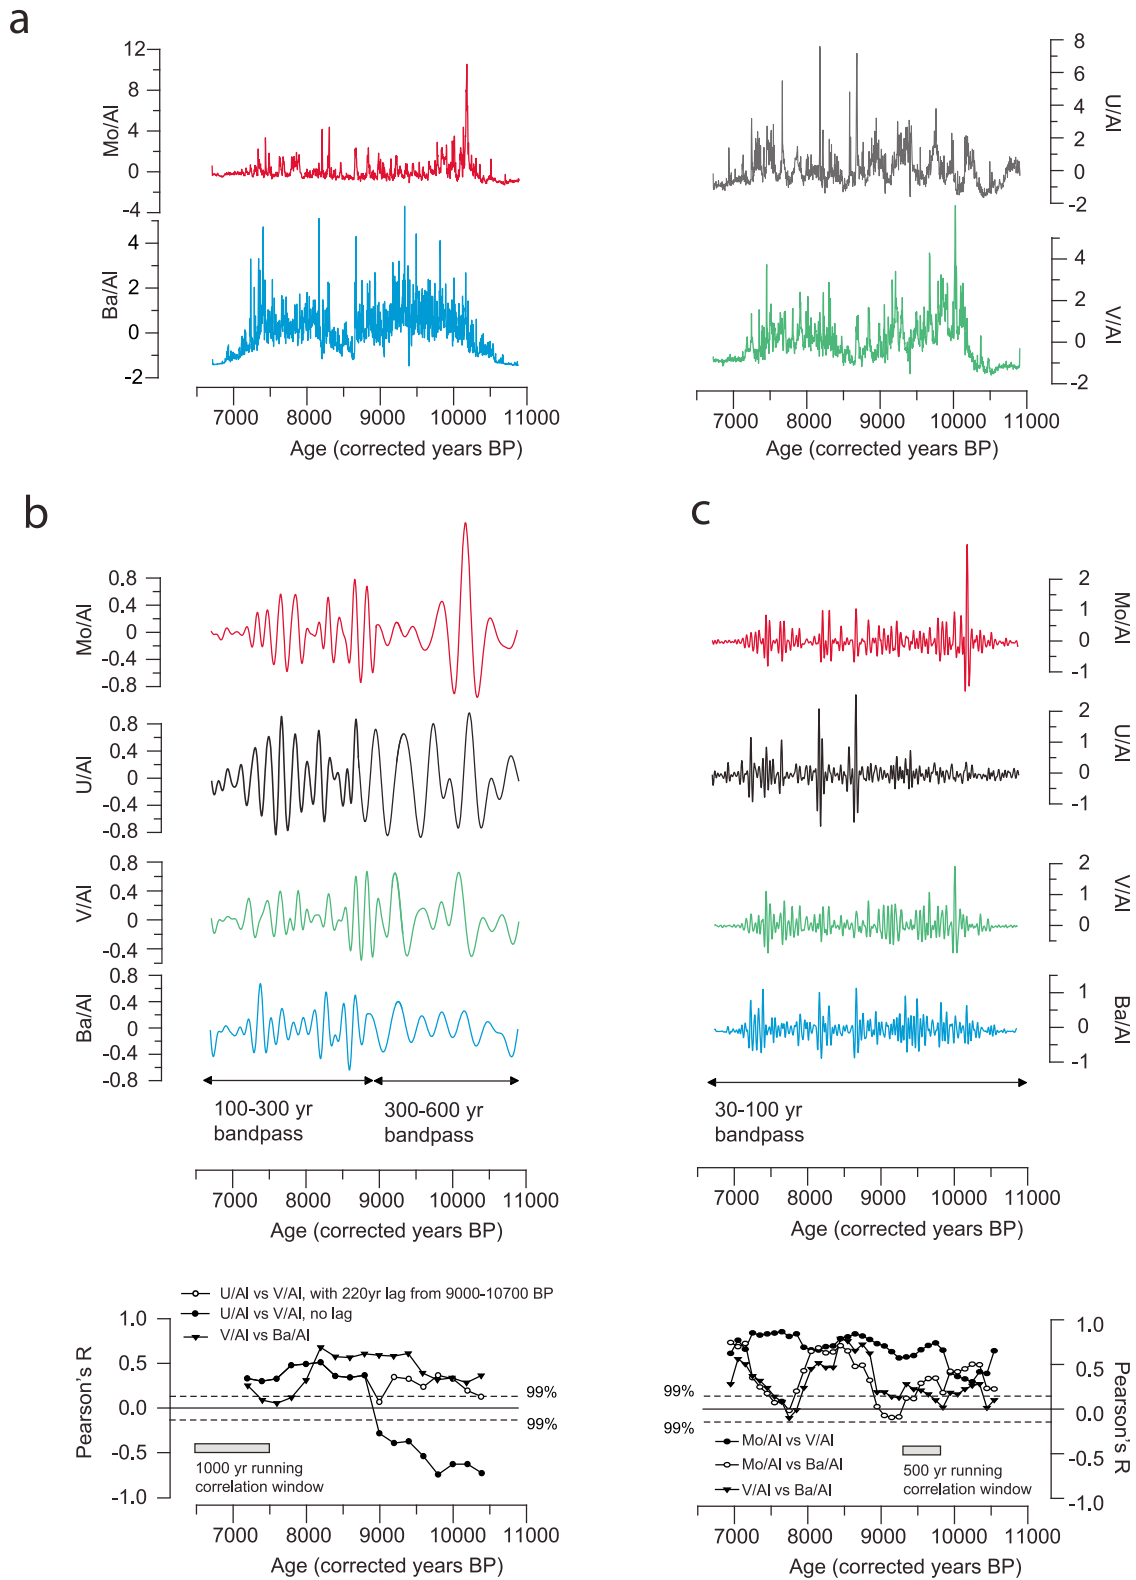 a
12
8
4
0
-4
Mo/Al
4
2
0
-2
Ba/Al
7000 8000 9000 10000 11000
Age (corrected years BP)
8
6
4
2
0
-2
U/Al
4
2
0
-2
V/Al
7000 8000 9000 10000 11000
Age (corrected years BP)
b
0.8
0.4
0
-0.4
-0.8
Mo/Al
0.8
0.4
0
-0.4
-0.8
U/Al
0.8
0.4
0
-0.4
V/Al
0.8
0.4
0
-0.4
-0.8
Ba/Al
100-300 yr
bandpass
300-600 yr
bandpass
7000 8000 9000 10000 11000
Age (corrected years BP)
U/Al vs V/Al, with 220yr lag from 9000-10700 BP
U/Al vs V/Al, no lag
V/Al vs Ba/Al
1.0
0.5
0.0
-0.5
-1.0
Pearson's R
99%
99%
1000 yr running
correlation window
7000 8000 9000 10000 11000
Age (corrected years BP)
c
2
1
0
-1
Mo/Al
2
1
0
-1
U/Al
2
1
0
V/Al
1
0
-1
Ba/Al
30-100 yr
bandpass
7000 8000 9000 10000 11000
Age (corrected years BP)
1.0
0.5
0.0
-0.5
-1.0
Pearson's R
99%
99%
Mo/Al vs V/Al
Mo/Al vs Ba/Al
V/Al vs Ba/Al
500 yr running
correlation window
7000 8000 9000 10000 11000
Age (corrected years BP)